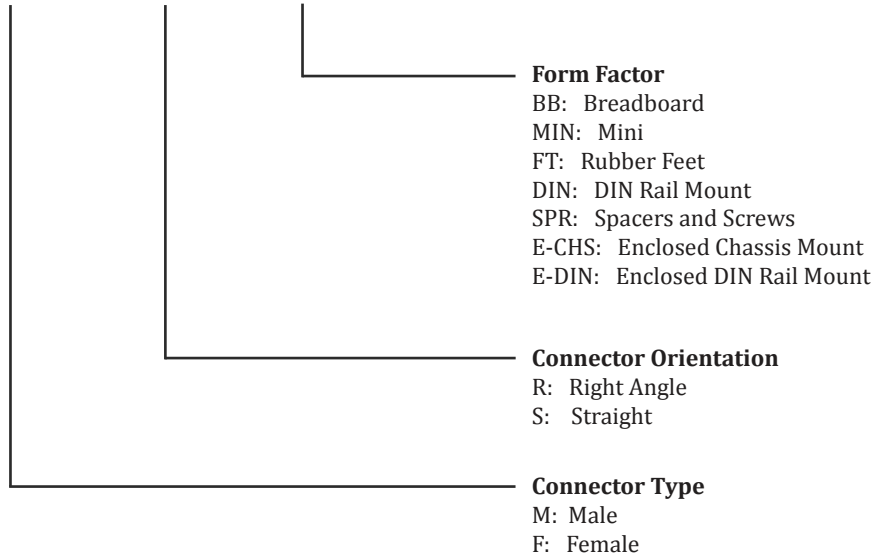 Form Factor
BB: Breadboard
MIN: Mini
FT: Rubber Feet
DIN: DIN Rail Mount
SPR: Spacers and Screws
E-CHS: Enclosed Chassis Mount
E-DIN: Enclosed DIN Rail Mount
Connector Orientation
R: Right Angle
S: Straight
Connector Type
M: Male
F: Female